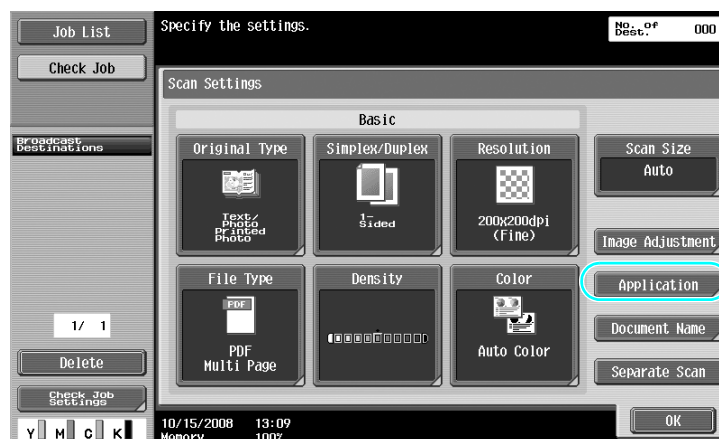 Job List
Check Job
Broadcast
Destinations
1/ 1
Delete
Check Job
Settings
Y M C K
Specify the settings.
No. of
Dest.
000
Scan Settings
Basic
Original Type
Text/
Photo
Printed
Photo
Simplex/Duplex
1-
Sided
Resolution
200x200dpi
(Fine)
File Type
PDF
PDF
Multi Page
Density
Color
Auto Color
Scan Size
Auto
Image Adjustment
Application
Document Name
Separate Scan
OK
10/15/2008 13:09
Memory 100%